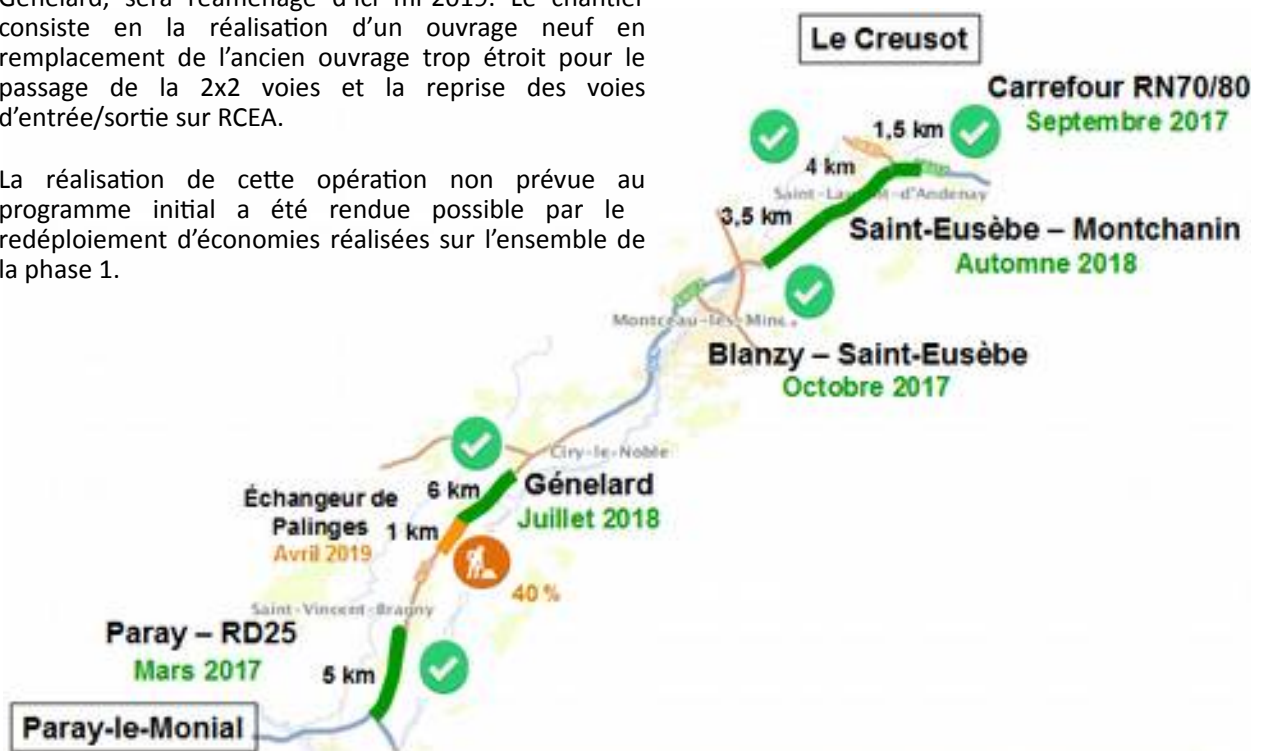 Génelard, sera réaménagé d'ici mi-2019. Le chantier
consiste en la réalisation d'un ouvrage neuf en
remplacement de l'ancien ouvrage trop étroit pour le
passage de la 2x2 voies et la reprise des voies
d'entrée/sortie sur RCEA.
La réalisation de cette opération non prévue au
programme initial a été rendue possible par le
redéploiement d'économies réalisées sur l'ensemble de
la phase 1.
Le Creusot
Carrefour RN70/80
Septembre 2017
1,5 km
4 km
3,5 km
Saint-Eusèbe – Montchanin
Automne 2018
Blanzy – Saint-Eusèbe
Octobre 2017
Ciry-le-Noble
Génelard
Juillet 2018
6 km
Échangeur de
Palinges
Avril 2019
1 km
40 %
Saint-Vincent-Bragny
Paray – RD25
Mars 2017
5 km
Paray-le-Monial